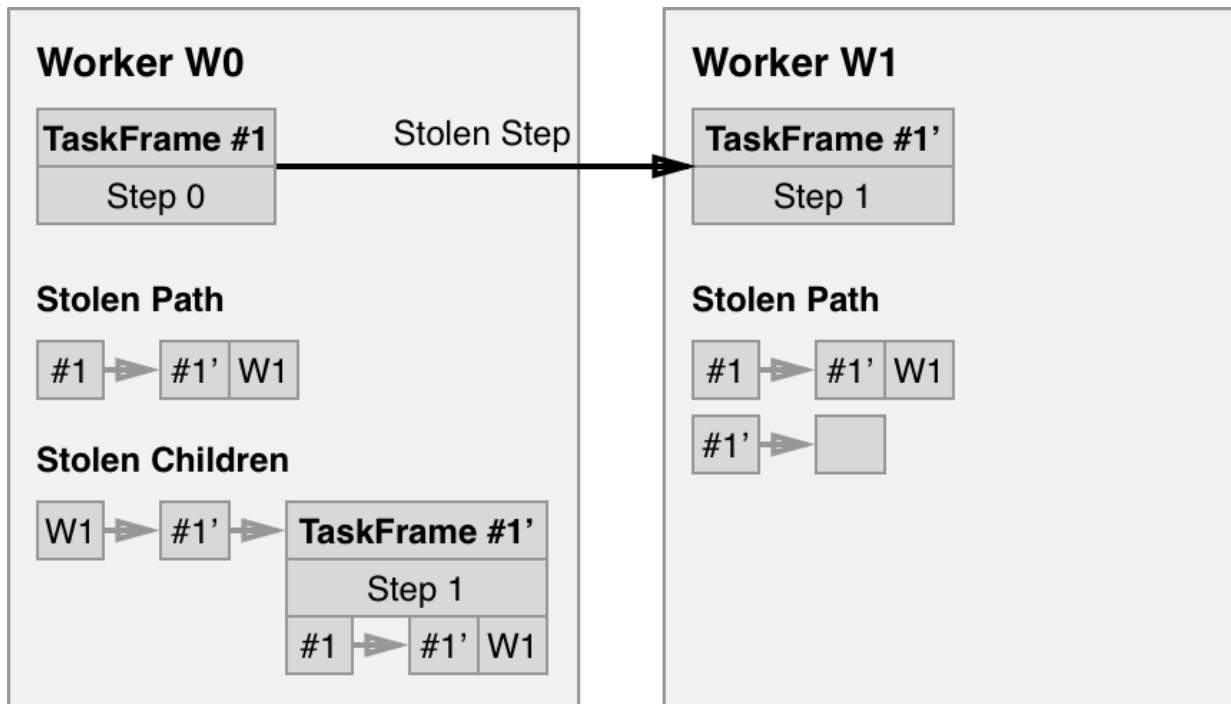 Worker W0
TaskFrame #1
Step 0
Stolen Step
Stolen Path
#1 #1’ W1
Stolen Children
W1 #1’ TaskFrame #1’
Step 1
#1 #1’ W1
Worker W1
TaskFrame #1’
Step 1
Stolen Path
#1 #1’ W1
#1’